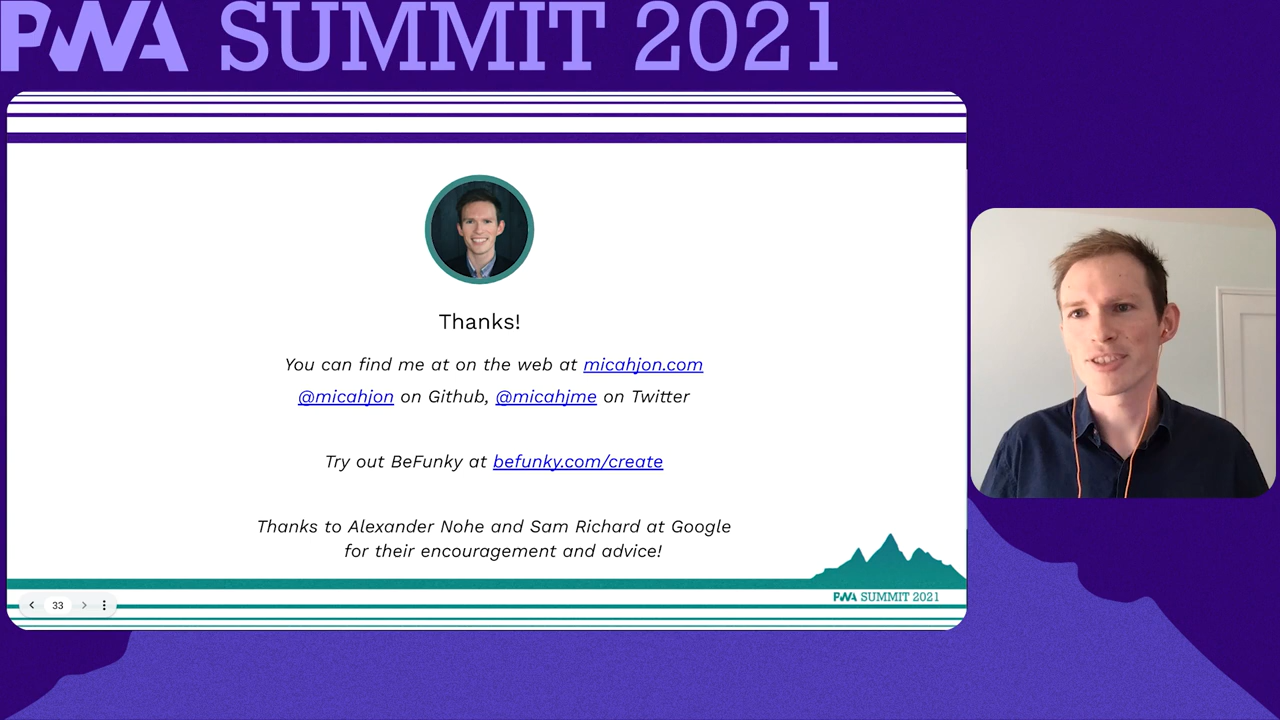 PWA SUMMIT 2021
Thanks!
You can find me at on the web at micahjon.com
@micahjon on Github, @micahjme on Twitter
Try out BeFunky at befunky.com/create
Thanks to Alexander Nohe and Sam Richard at Google
for their encouragement and advice!
PWA SUMMIT 2021
33